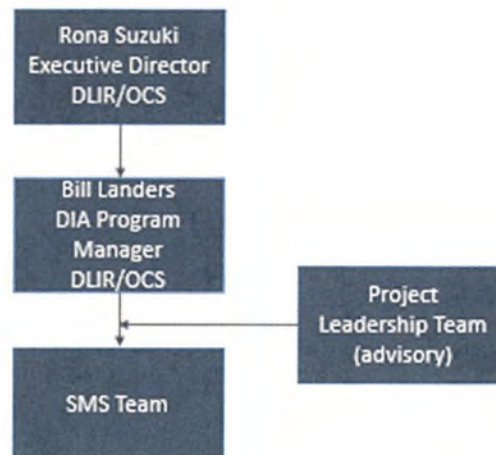 Rona Suzuki
Executive Director
DLIR/OCS
Bill Landers
DIA Program
Manager
DLIR/OCS
Project
Leadership Team
(advisory)
SMS Team